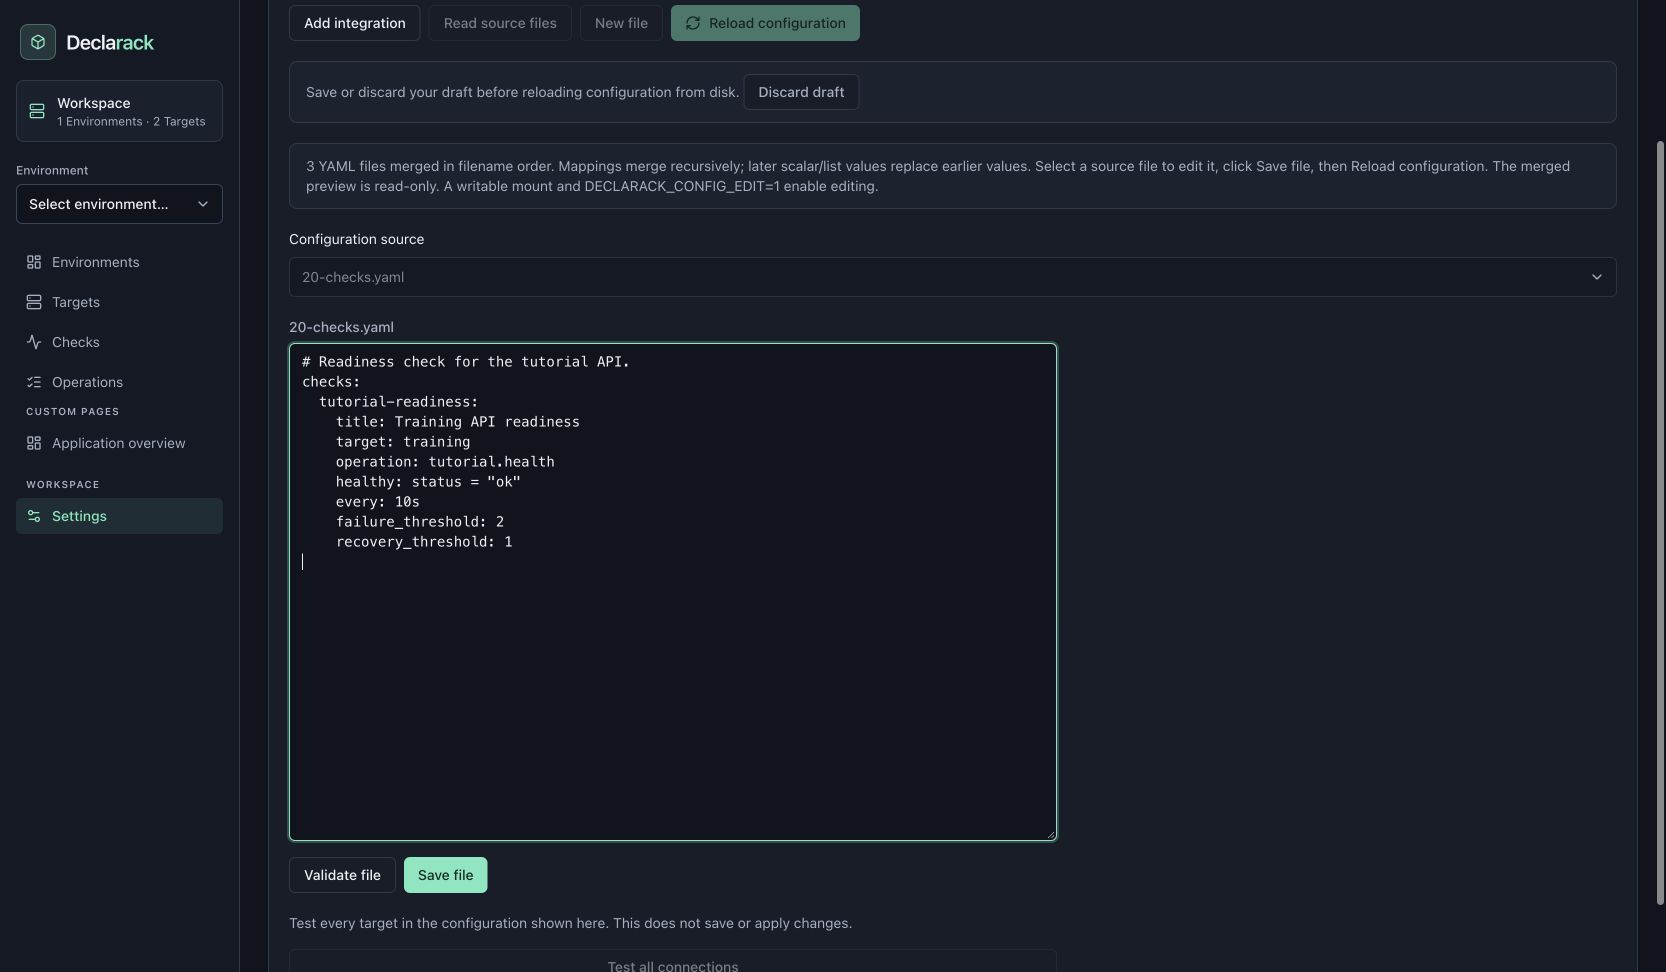 Declarack
Workspace
1 Environments · 2 Targets
Environment
Select environment...
Environments
Targets
Checks
Operations
CUSTOM PAGES
Application overview
WORKSPACE
Settings
Add integration
Read source files
New file
Reload configuration
Save or discard your draft before reloading configuration from disk.
Discard draft
3 YAML files merged in filename order. Mappings merge recursively; later scalar/list values replace earlier values. Select a source file to edit it, click Save file, then Reload configuration. The merged
preview is read-only. A writable mount and DECLARACK_CONFIG_EDIT=1 enable editing.
Configuration source
20-checks.yaml
20-checks.yaml
# Readiness check for the tutorial API.
checks:
  tutorial-readiness:
    title: Training API readiness
    target: training
    operation: tutorial.health
    healthy: status = "ok"
    every: 10s
    failure_threshold: 2
    recovery_threshold: 1
Validate file
Save file
Test every target in the configuration shown here. This does not save or apply changes.
Test all connections